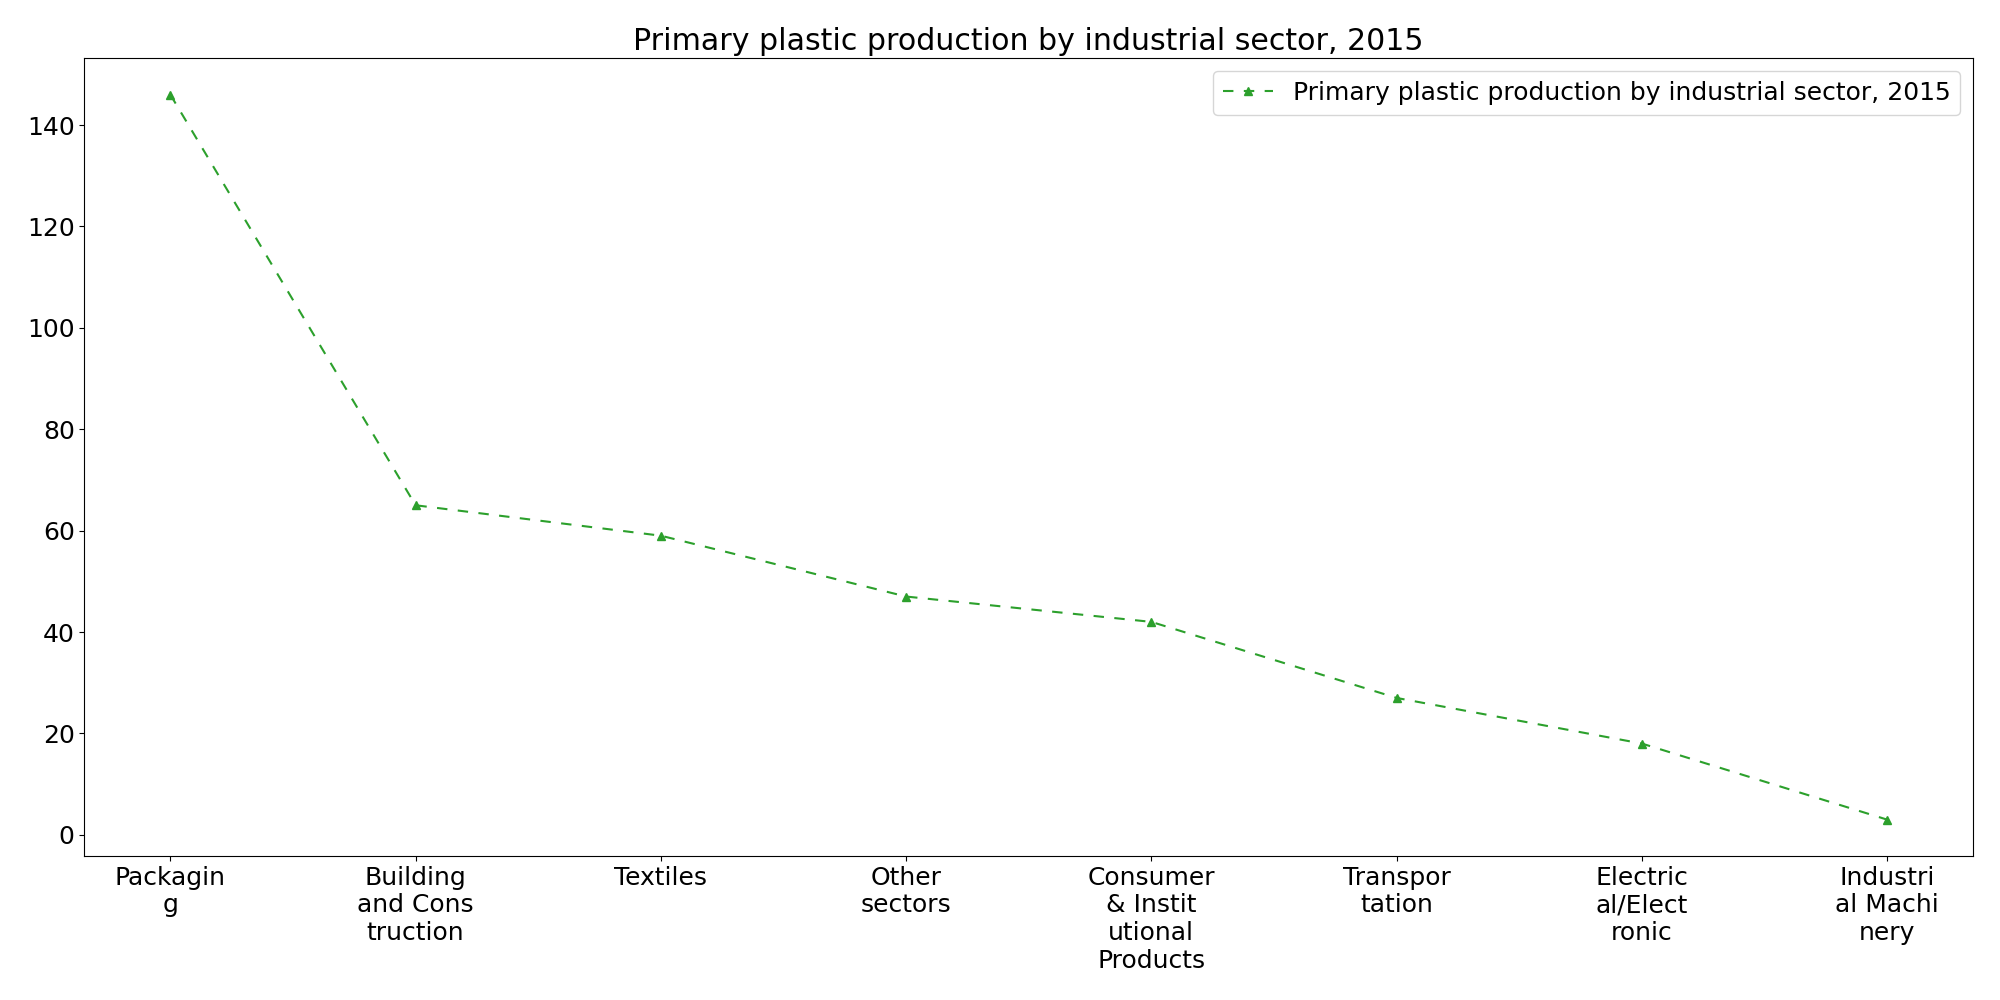 Primary plastic production by industrial sector, 2015
Primary plastic production by industrial sector, 2015
140
120
100
80
60
40
20
0
Packagin
g
Building
and Cons
truction
Textiles
Other
sectors
Consumer
& Instit
utional
Products
Transpor
tation
Electric
al/Elect
ronic
Industri
al Machi
nery